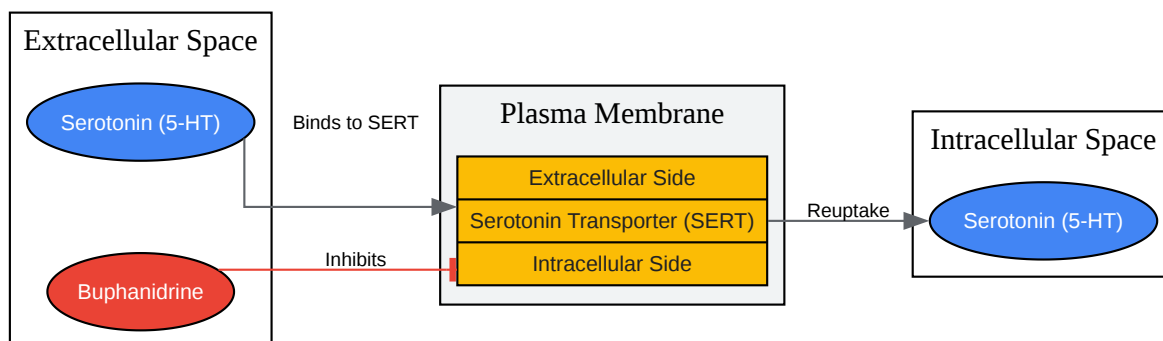 Extracellular Space
Serotonin (5-HT)
Buphanidrine
Binds to SERT
Inhibits
Plasma Membrane
Extracellular Side
Serotonin Transporter (SERT)
Intracellular Side
Reuptake
Intracellular Space
Serotonin (5-HT)